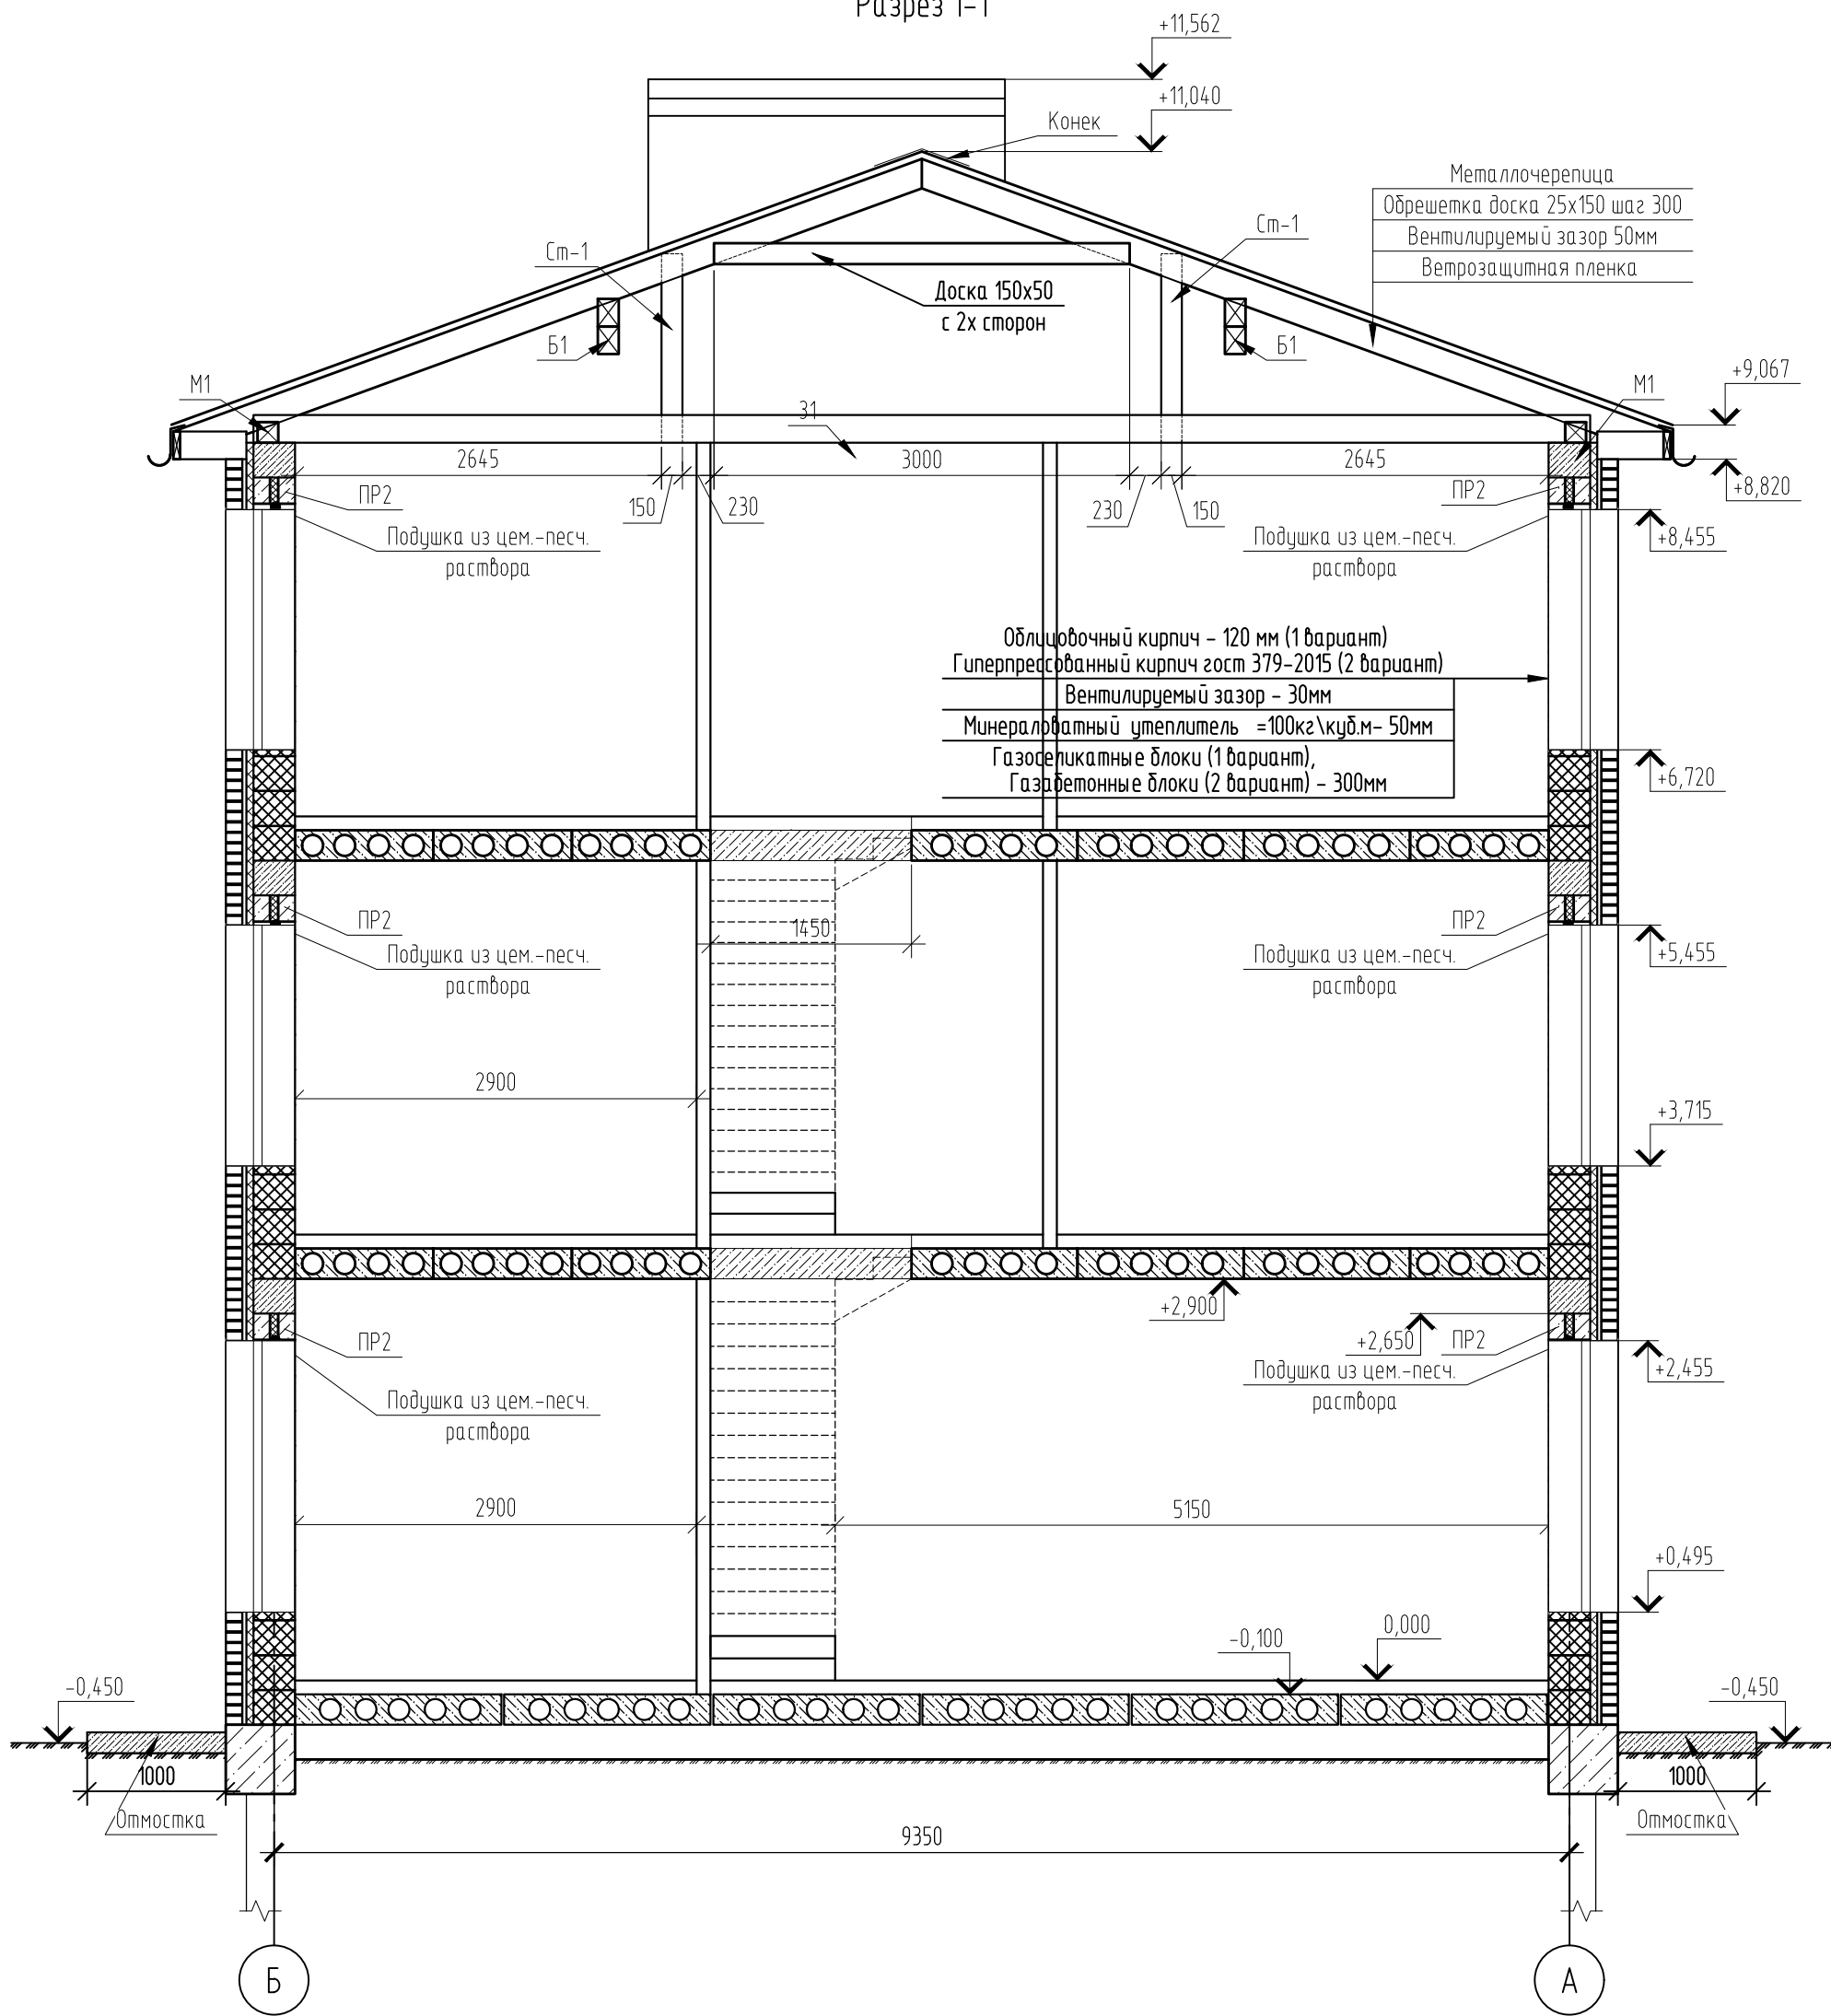 Разрез 1-1
+11,562
+11,040
Конек
Металлочерепица
Обрешетка доска 25х150 шаг 300
Вентилируемый зазор 50мм
Ветрозащитная пленка
Ст-1
Ст-1
Доска 150х50
с 2х сторон
Б1
Б1
М1
М1
+9,067
31
2645
3000
2645
ПР2
150
230
230
150
ПР2
+8,820
Подушка из цем.-песч.
раствора
Подушка из цем.-песч.
раствора
+8,455
Облицовочный кирпич - 120 мм (1 вариант)
Гиперпрессованный кирпич гост 379-2015 (2 вариант)
Вентилируемый зазор - 30мм
Минераловатный утеплитель =100кг\куб.м- 50мм
Газоселикатные блоки (1 вариант),
Газабетонные блоки (2 вариант) - 300мм
+6,720
ПР2
1450
ПР2
Подушка из цем.-песч.
раствора
Подушка из цем.-песч.
раствора
+5,455
2900
+3,715
+2,900
ПР2
+2,650
ПР2
Подушка из цем.-песч.
раствора
Подушка из цем.-песч.
раствора
+2,455
2900
5150
+0,495
-0,100
0,000
-0,450
-0,450
1000
1000
Отмостка
Отмостка
9350
Б
А